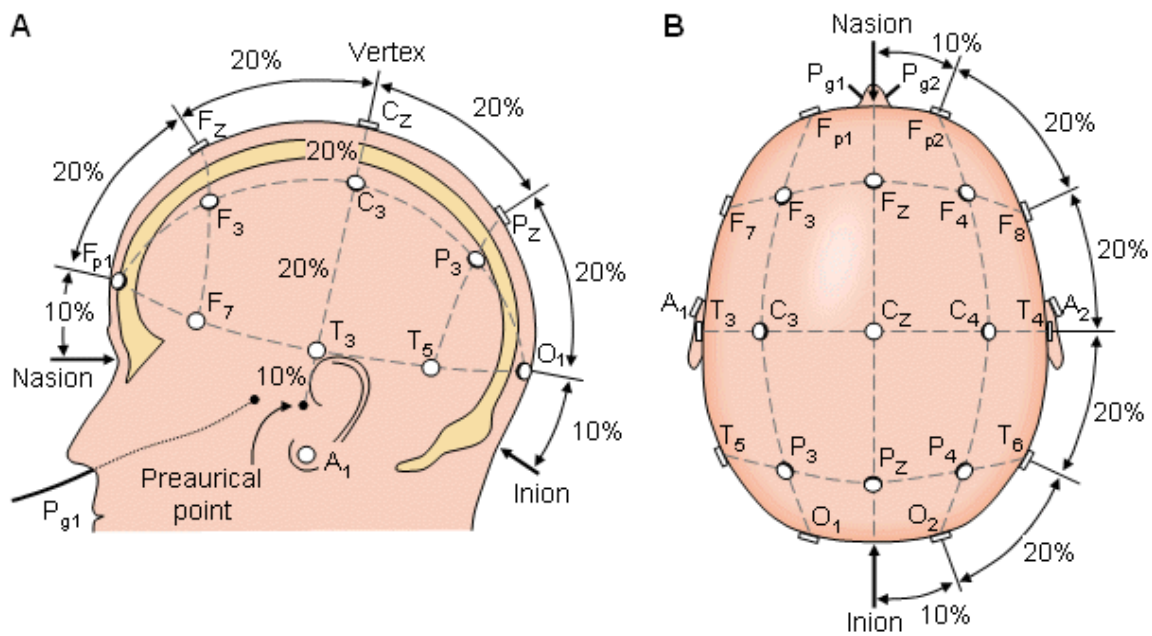 A
Vertex
20%
Cz
20%
Fz
20%
20%
C3
F3
Pz
Fp1
20%
P3
20%
10%
F7
T3
T5
O1
Nasion
10%
10%
A1
Preaurical
point
Inion
Pg1
B
Nasion
10%
Pg1
Pg2
Fp1
Fp2
20%
F7
F3
Fz
F4
F8
20%
A1
T3
C3
Cz
C4
T4
A2
20%
T5
P3
Pz
P4
T6
O1
O2
20%
10%
Inion